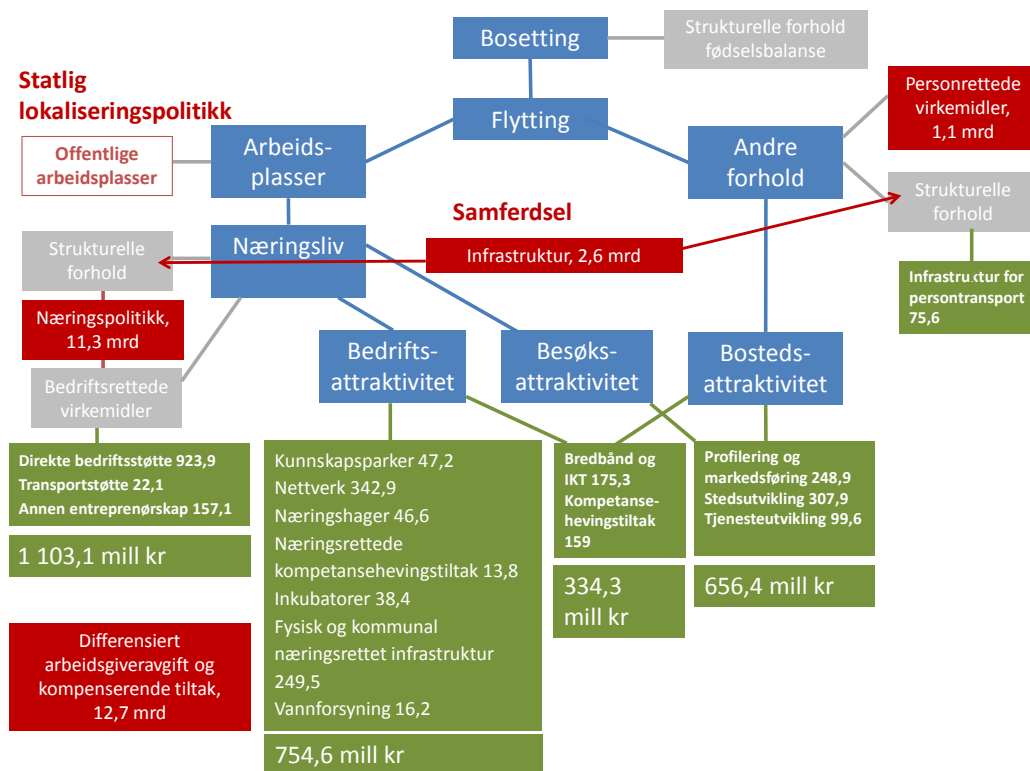 Bosetting
Strukturelle forhold
fødselsbalanse
Statlig
lokaliseringspolitikk
Personrettede
virkemidler,
1,1 mrd
Flytting
Offentlige
arbeidsplasser
Arbeids-
plasser
Andre
forhold
Strukturelle
forhold
Samferdsel
Strukturelle
forhold
Næringsliv
Infrastruktur, 2,6 mrd
Infrastruktur for
persontransport
75,6
Næringspolitikk,
11,3 mrd
Bedrifts-
attraktivitet
Besøks-
attraktivitet
Bosteds-
attraktivitet
Bedriftsrettede
virkemidler
Direkte bedriftsstøtte 923,9
Transportstøtte 22,1
Annen entreprenørskap 157,1
1 103,1 mill kr
Kunnskapsparker 47,2
Nettverk 342,9
Næringshager 46,6
Næringsrettede
kompetansehevingstiltak 13,8
Inkubatorer 38,4
Fysisk og kommunal
næringsrettet infrastruktur
249,5
Vannforsyning 16,2
754,6 mill kr
Bredbånd og
IKT 175,3
Kompetanse-
hevingstiltak
159
334,3
mill kr
Profilering og
markedsføring 248,9
Stedsutvikling 307,9
Tjenesteutvikling 99,6
656,4 mill kr
Differensiert
arbeidsgiveravgift og
kompenserende tiltak,
12,7 mrd